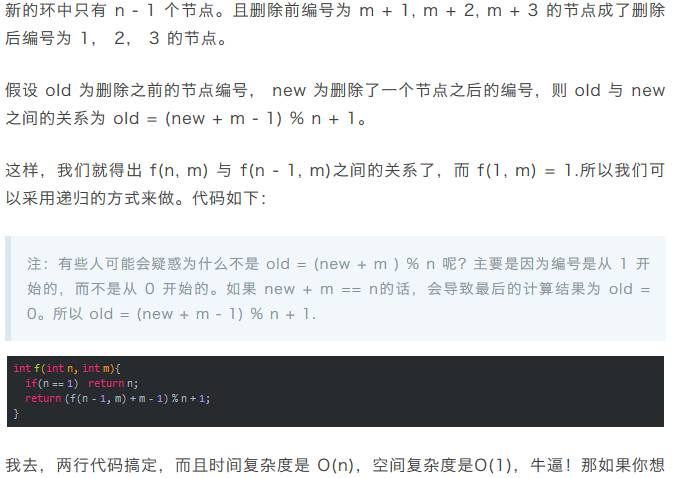 新的环中只有 n - 1 个节点。且删除前编号为 m + 1, m + 2, m + 3 的节点成了删除
后编号为 1， 2， 3 的节点。
假设 old 为删除之前的节点编号， new 为删除了一个节点之后的编号，则 old 与 new
之间的关系为 old = (new + m - 1) % n + 1。
这样，我们就得出 f(n, m) 与 f(n - 1, m)之间的关系了，而 f(1, m) = 1.所以我们可
以采用递归的方式来做。代码如下：
注：有些人可能会疑惑为什么不是 old = (new + m ) % n 呢？主要是因为编号是从 1 开
始的，而不是从 0 开始的。如果 new + m == n的话，会导致最后的计算结果为 old =
0。所以 old = (new + m - 1) % n + 1.
int f(int n, int m){
if(n == 1) return n;
return (f(n - 1, m) + m - 1) % n + 1;
}
我去，两行代码搞定，而且时间复杂度是 O(n)，空间复杂度是O(1)，牛逼！那如果你想